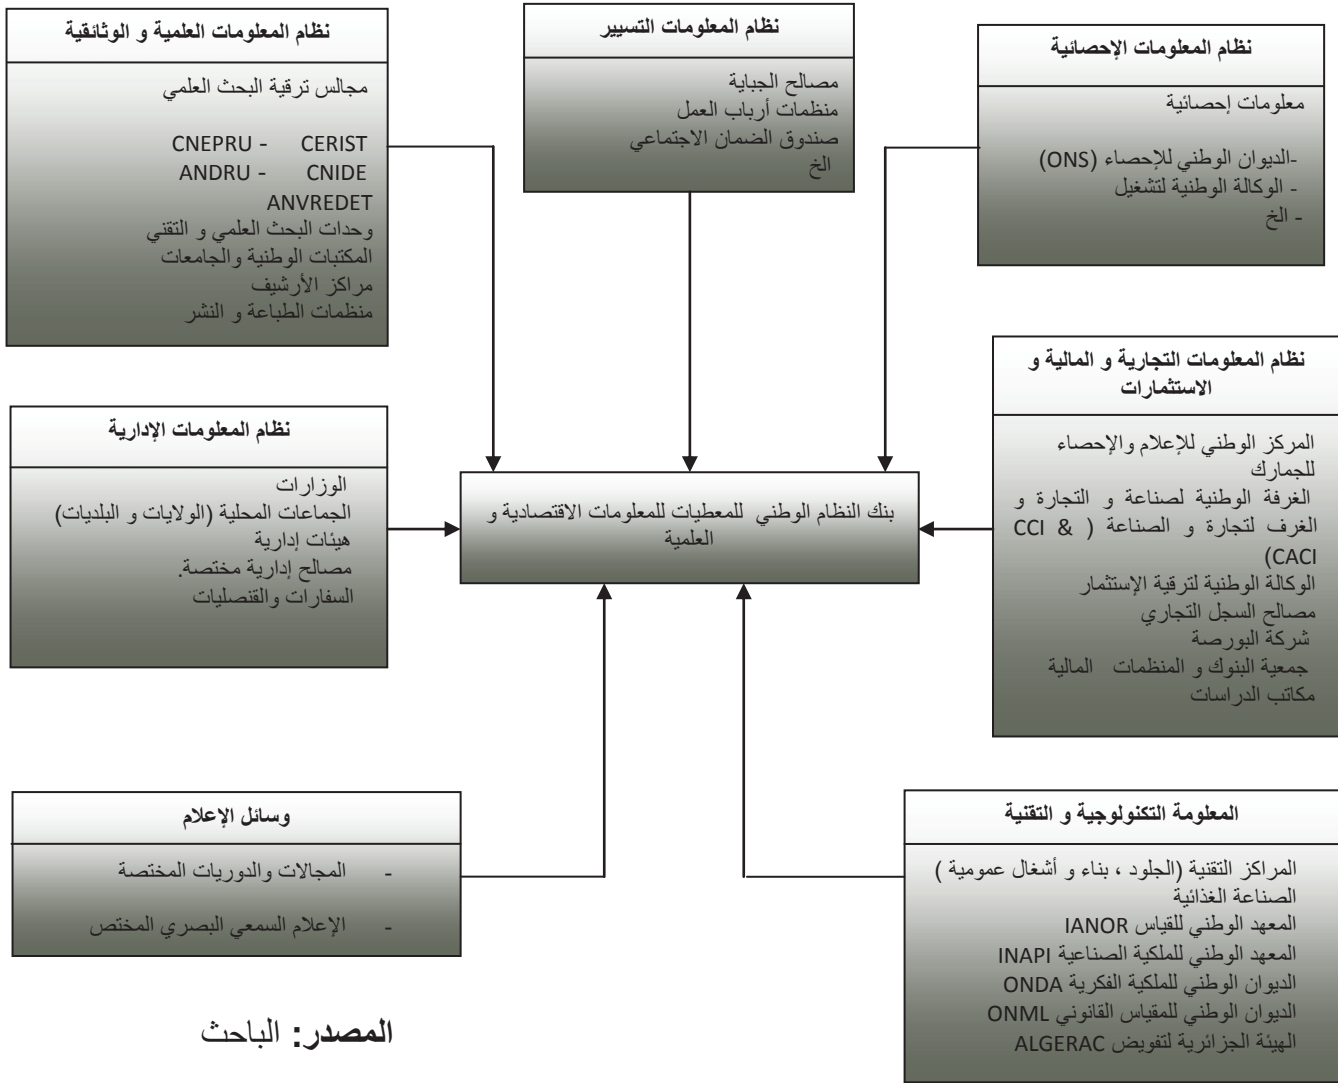 نظام المعلومات الإحصائية
معلومات إحصائية
-الديوان الوطني للإحصاء (ONS)
- الوكالة الوطنية لتشغيل
- الخ
نظام المعلومات التسيير
مصالح الجباية
منظمات أرباب العمل
صندوق الضمان الاجتماعي
الخ
نظام المعلومات العلمية و الوثائقية
مجالس ترقية البحث العلمي
CNEPRU - CERIST
ANDRU - CNIDE
ANVREDET
وحدات البحث العلمي و التقني
المكتبات الوطنية والجامعات
مراكز الأرشيف
منظمات الطباعة و النشر
نظام المعلومات التجارية و المالية و
الاستثمارات
المركز الوطني للإعلام والإحصاء
للجمارك
الغرفة الوطنية لصناعة و التجارة و
الغرف لتجارة و الصناعة ( CCI &
CACI)
الوكالة الوطنية لترقية الإستثمار
مصالح السجل التجاري
شركة البورصة
جمعية البنوك و المنظمات المالية
مكاتب الدراسات
بنك النظام الوطني للمعطيات للمعلومات الاقتصادية و
العلمية
نظام المعلومات الإدارية
الوزارات
الجماعات المحلية (الولايات و البلديات)
هيئات إدارية
مصالح إدارية مختصة.
السفارات والقنصليات
المعلومة التكنولوجية و التقنية
المراكز التقنية (الجلود ، بناء و أشغال عمومية )
الصناعة الغذائية
المعهد الوطني للقياس IANOR
المعهد الوطني للملكية الصناعية INAPI
الديوان الوطني للملكية الفكرية ONDA
الديوان الوطني للمقياس القانوني ONML
الهيئة الجزائرية لتفويض ALGERAC
وسائل الإعلام
- المجالات والدوريات المختصة
- الإعلام السمعي البصري المختص
المصدر: الباحث